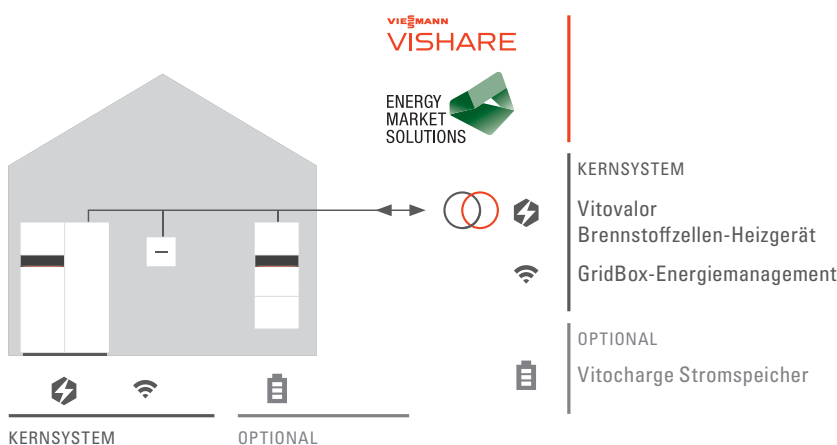 VIESMANN
VISHARE
ENERGY
MARKET
SOLUTIONS
KERNSYSTEM
Vitovalor
Brennstoffzellen-Heizgerät
GridBox-Energiemanagement
OPTIONAL
Vitocharge Stromspeicher
KERNSYSTEM
OPTIONAL